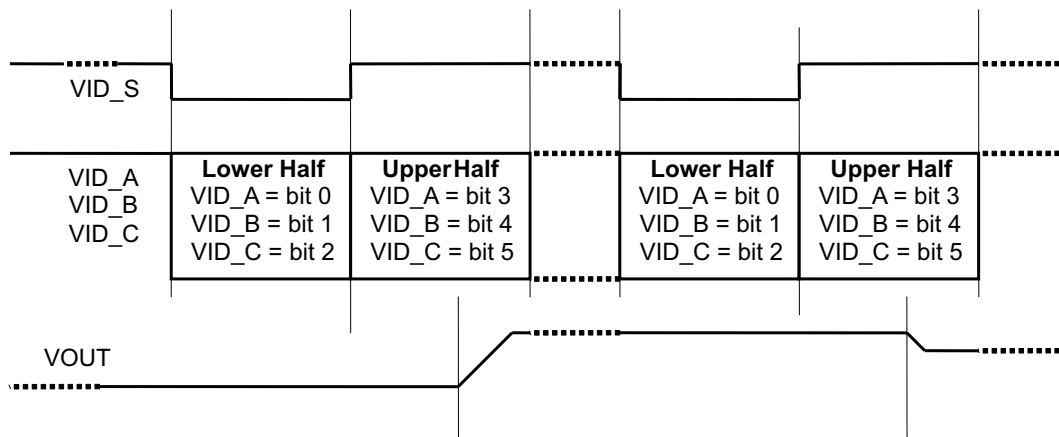 VID_S
VID_A
VID_B
VID_C
Lower Half
VID_A = bit 0
VID_B = bit 1
VID_C = bit 2
UpperHalf
VID_A = bit 3
VID_B = bit 4
VID_C = bit 5
Lower Half
VID_A = bit 0
VID_B = bit 1
VID_C = bit 2
Upper Half
VID_A = bit 3
VID_B = bit 4
VID_C = bit 5
VOUT